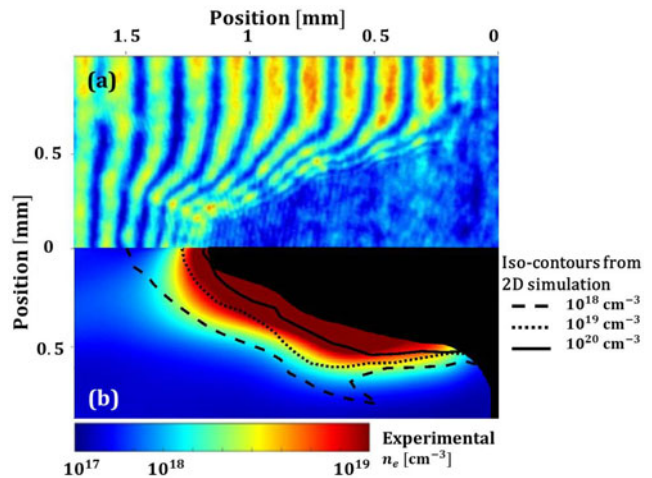 Position [mm]
1.5 1 0.5 0
(a)
0.5
Position [mm]
0
0.5
(b)
Iso-contours from
2D simulation
10¹⁸ cm⁻³
10¹⁹ cm⁻³
10²⁰ cm⁻³
Experimental
nₑ [cm⁻³]
10¹⁷ 10¹⁸ 10¹⁹